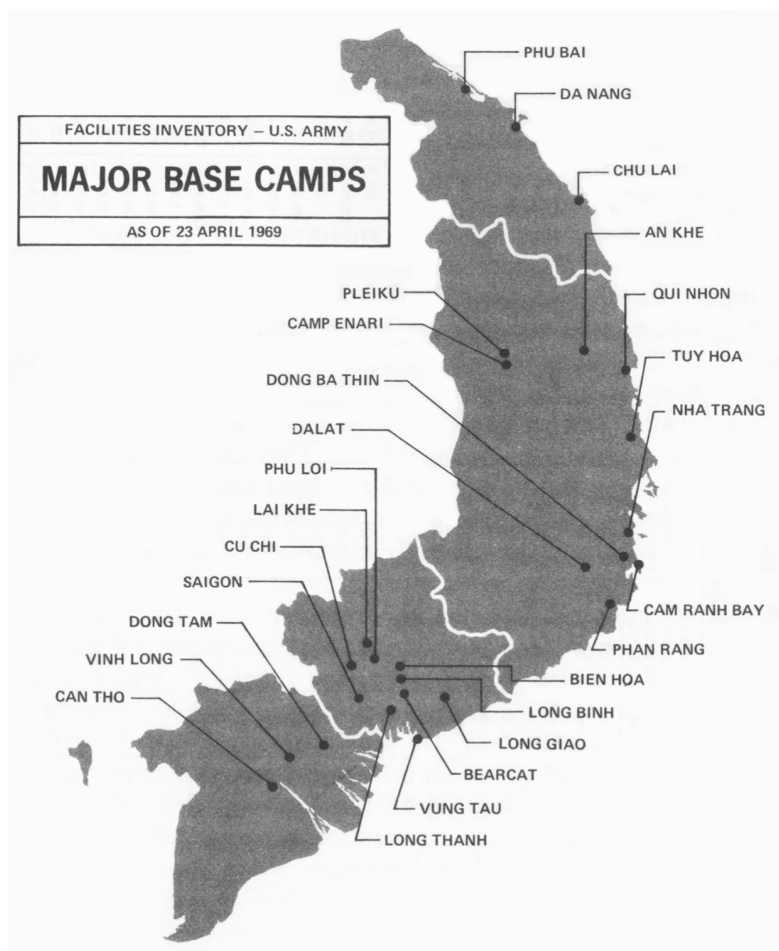 FACILITIES INVENTORY – U.S. ARMY
MAJOR BASE CAMPS
AS OF 23 APRIL 1969
PHU BAI
DA NANG
CHU LAI
AN KHE
PLEIKU
QUI NHON
CAMP ENARI
TUY HOA
DONG BA THIN
NHA TRANG
DALAT
PHU LOI
LAI KHE
CU CHI
SAIGON
CAM RANH BAY
DONG TAM
PHAN RANG
VINH LONG
BIEN HOA
CAN THO
LONG BINH
LONG GIAO
BEARCAT
VUNG TAU
LONG THANH